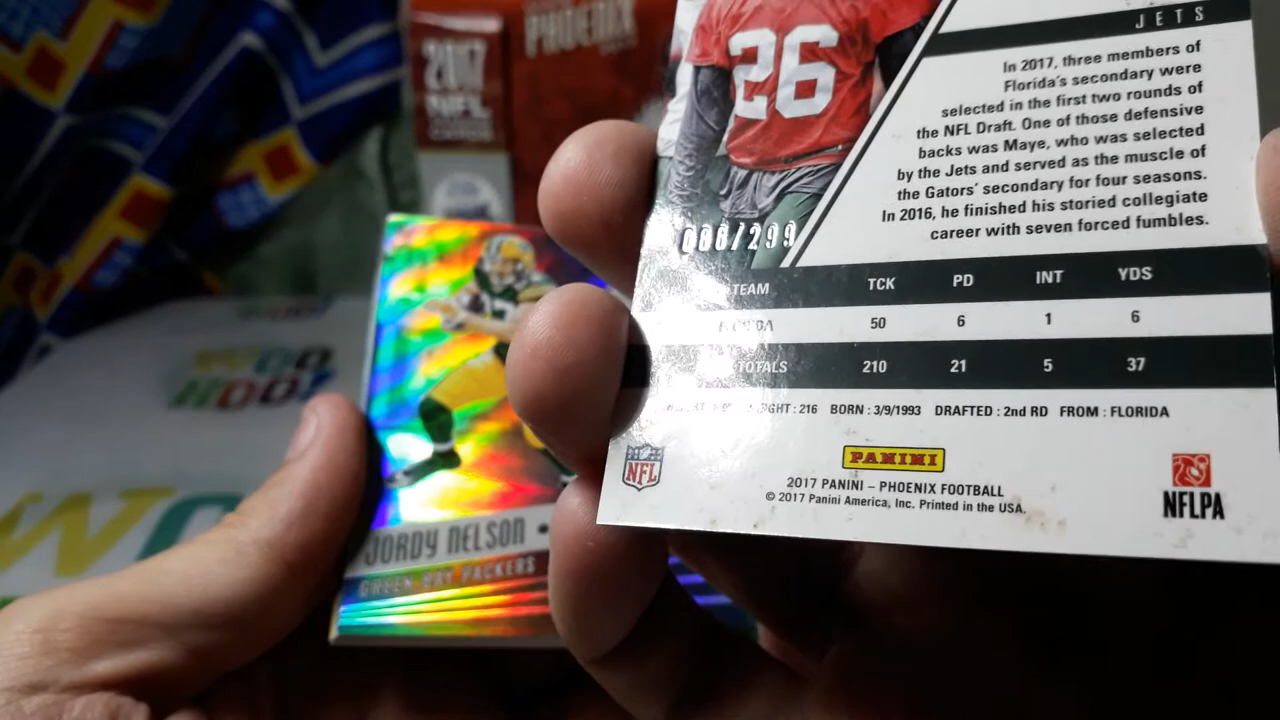 PHOENIX
2017
NFL
WOO
HOO!
W
JORDY NELSON •
GREEN BAY PACKERS
26
JETS
In 2017, three members of
Florida's secondary were
selected in the first two rounds of
the NFL Draft. One of those defensive
backs was Maye, who was selected
by the Jets and served as the muscle of
the Gators' secondary for four seasons.
In 2016, he finished his storied collegiate
career with seven forced fumbles.
/299
TEAM TCK PD INT YDS
50 6 1 6
TOTALS 210 21 5 37
GHT : 216 BORN : 3/9/1993 DRAFTED : 2nd RD FROM : FLORIDA
NFL
PANINI
2017 PANINI – PHOENIX FOOTBALL
© 2017 Panini America, Inc. Printed in the USA.
NFLPA